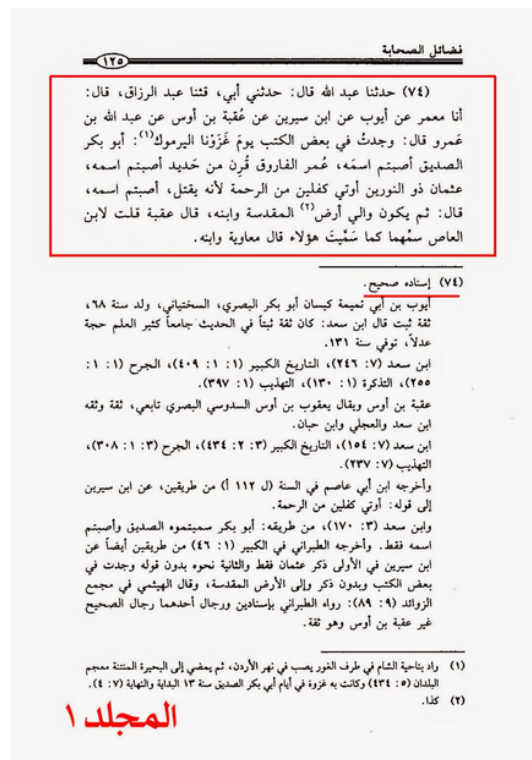 فضائل الصحابة
١٢٥
(٧٤) حدثنا عبد الله قال: حدثني أبي، قثنا عبد الرزاق، قال:
أنا معمر عن أيوب عن ابن سيرين عن عُقبة بن أوس عن عبد الله بن
عَمرو قال: وجدتُ في بعض الكتب يومَ غَزَوْنا اليرموك(١): أبو بكر
الصديق أصبتم اسمَه، عُمر الفاروق قُرِن من حَديد أصبتم اسمه،
عثمان ذو النورين أوتي كفلين من الرحمة لأنه يقتل، أصبتم اسمه،
قال: ثم يكون والي أرض(٢) المقدسة وابنه، قال عقبة قلت لابن
العاص سمِّهما كما سَمَّيتَ هؤلاء قال معاوية وابنه.
(٧٤) إسناده صحيح.
أيوب بن أبي تميمة كيسان أبو بكر البصري، السختياني، ولد سنة ٦٨،
ثقة ثبت قال ابن سعد: كان ثقة ثبتاً في الحديث جامعاً كثير العلم حجة
عدلاً، توفي سنة ١٣١.
ابن سعد (٧: ٢٤٦)، التاريخ الكبير (١: ١: ٤٠٩)، الجرح (١: ١:
٢٥٥)، التذكرة (١: ١٣٠)، التهذيب (١: ٣٩٧).
عقبة بن أوس ويقال يعقوب بن أوس السدوسي البصري تابعي، ثقة وثقه
ابن سعد والعجلي وابن حبان.
ابن سعد (٧: ١٥٤)، التاريخ الكبير (٣: ٢: ٤٣٤)، الجرح (٣: ١: ٣٠٨)،
التهذيب (٧: ٢٣٧).
وأخرجه ابن أبي عاصم في السنة (ل ١١٢ أ) من طريقين، عن ابن سيرين
إلى قوله: أوتي كفلين من الرحمة.
وابن سعد (٣: ١٧٠)، من طريقه: أبو بكر سميتموه الصديق وأصبتم
اسمه فقط. وأخرجه الطبراني في الكبير (١: ٤٦) من طريقين أيضاً عن
ابن سيرين في الأولى ذكر عثمان فقط والثانية نحوه بدون قوله وجدت في
بعض الكتب وبدون ذكر وإلى الأرض المقدسة، وقال الهيثمي في مجمع
الزوائد (٩: ٨٩): رواه الطبراني بإسنادين ورجال أحدهما رجال الصحيح
غير عقبة بن أوس وهو ثقة.
(١) واد بناحية الشام في طرف الغور يصب في نهر الأردن، ثم يمضي إلى البحيرة المنتنة معجم
البلدان (٥: ٤٣٤) وكانت به غزوة في أيام أبي بكر الصديق سنة ١٣ البداية والنهاية (٧: ٤).
(٢) كذا.
المجلد ١